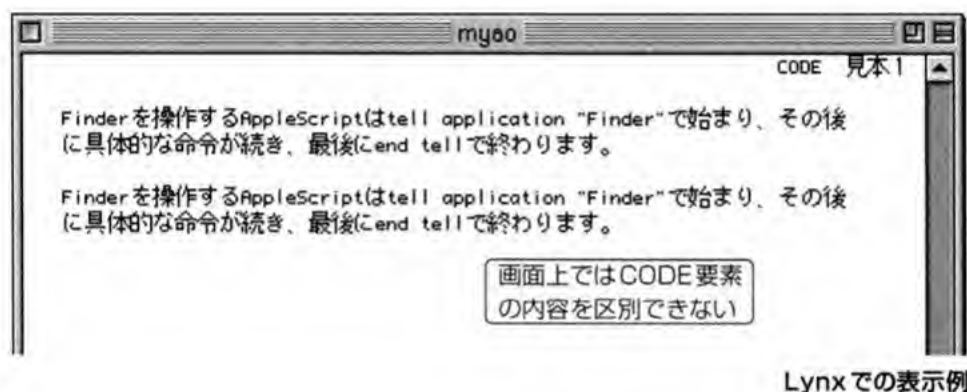 myao
CODE 見本1
Finderを操作するAppleScriptはtell application "Finder"で始まり、その後
に具体的な命令が続き、最後にend tellで終わります。
Finderを操作するAppleScriptはtell application "Finder"で始まり、その後
に具体的な命令が続き、最後にend tellで終わります。
画面上ではCODE要素
の内容を区別できない
Lynxでの表示例